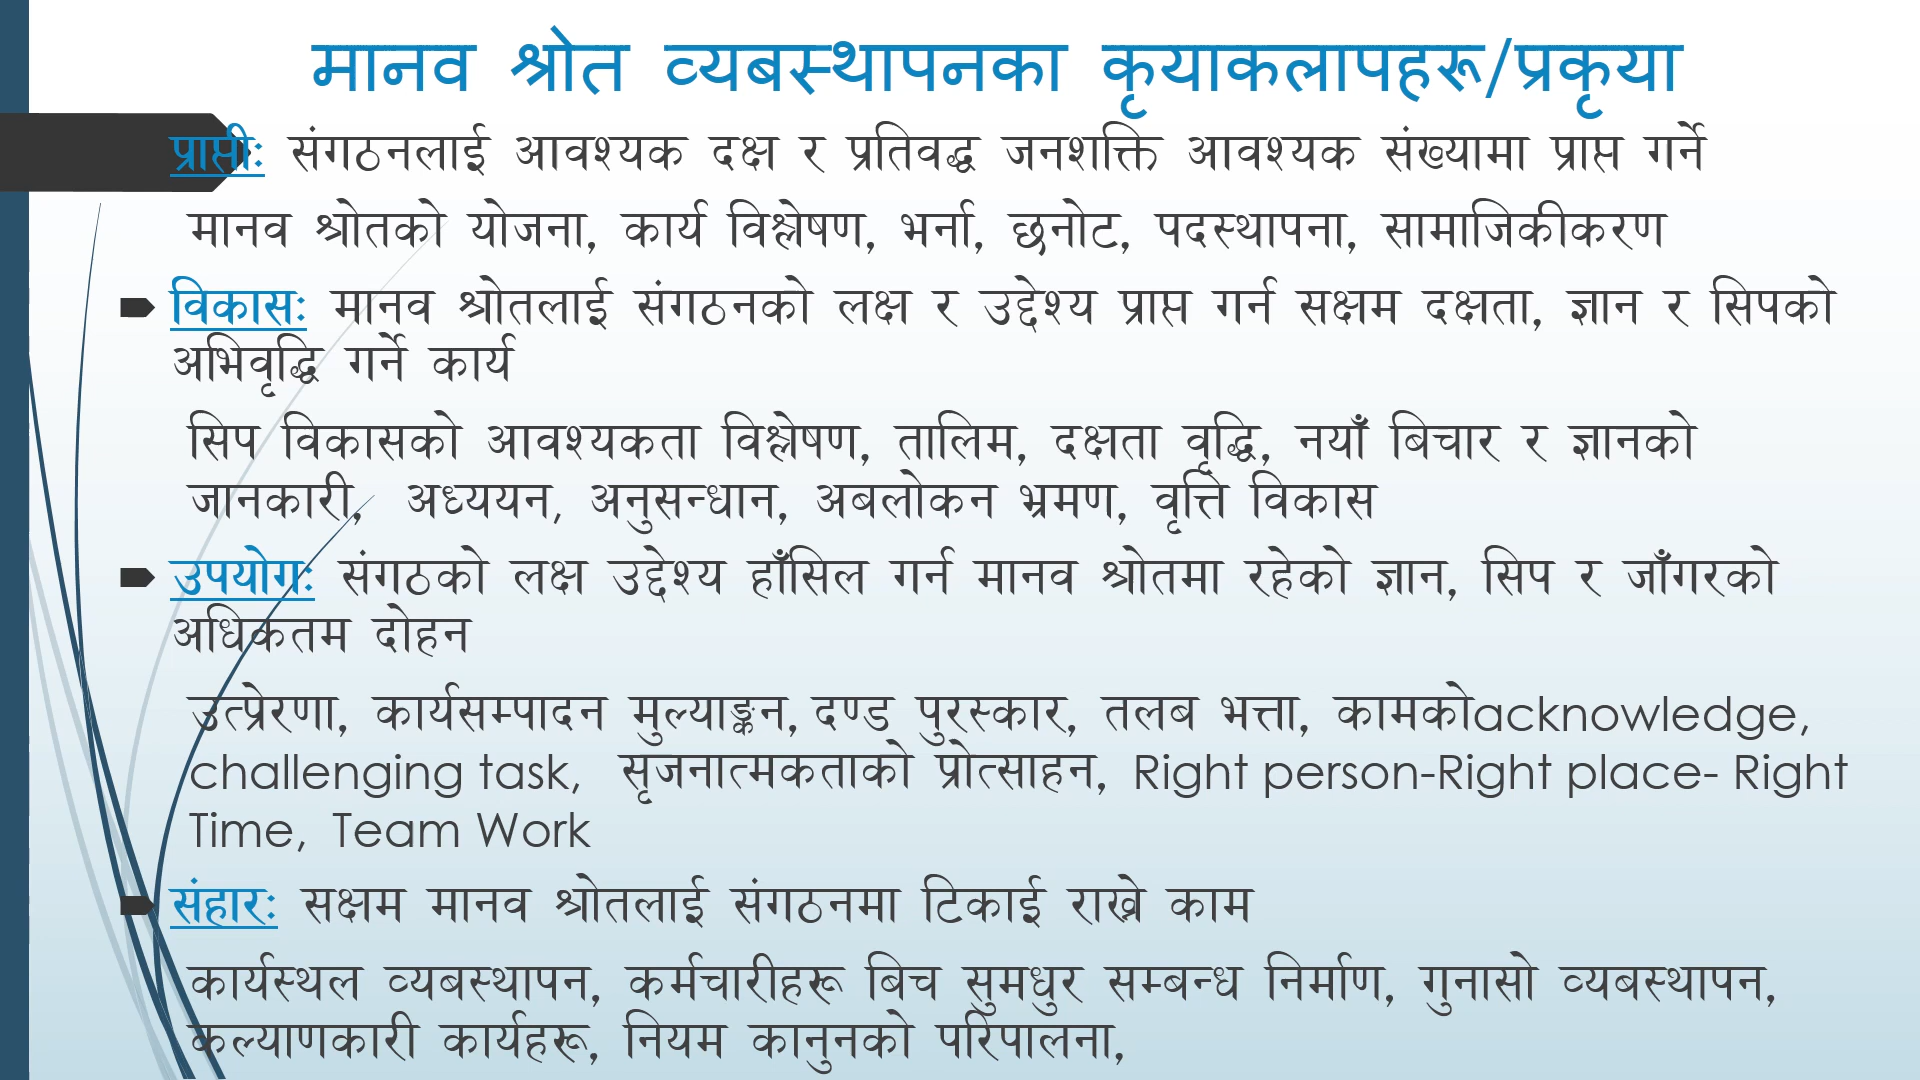 मानव श्रोत व्यबस्थापनका कृयाकलापहरू/प्रकृया
प्राप्तीः संगठनलाई आवश्यक दक्ष र प्रतिवद्ध जनशक्ति आवश्यक संख्यामा प्राप्त गर्ने
मानव श्रोतको योजना, कार्य विश्लेषण, भर्ना, छनोट, पदस्थापना, सामाजिकीकरण
विकासः मानव श्रोतलाई संगठनको लक्ष र उद्देश्य प्राप्त गर्न सक्षम दक्षता, ज्ञान र सिपको
अभिवृद्धि गर्ने कार्य
सिप विकासको आवश्यकता विश्लेषण, तालिम, दक्षता वृद्धि, नयाँ बिचार र ज्ञानको
जानकारी, अध्ययन, अनुसन्धान, अबलोकन भ्रमण, वृत्ति विकास
उपयोगः संगठको लक्ष उद्देश्य हाँसिल गर्न मानव श्रोतमा रहेको ज्ञान, सिप र जाँगरको
अधिकतम दोहन
उत्प्रेरणा, कार्यसम्पादन मुल्याङ्कन, दण्ड पुरस्कार, तलब भत्ता, कामकोacknowledge,
challenging task, सृजनात्मकताको प्रोत्साहन, Right person-Right place- Right
Time, Team Work
संहारः सक्षम मानव श्रोतलाई संगठनमा टिकाई राख्ने काम
कार्यस्थल व्यबस्थापन, कर्मचारीहरू बिच सुमधुर सम्बन्ध निर्माण, गुनासो व्यबस्थापन,
कल्याणकारी कार्यहरू, नियम कानुनको परिपालना,